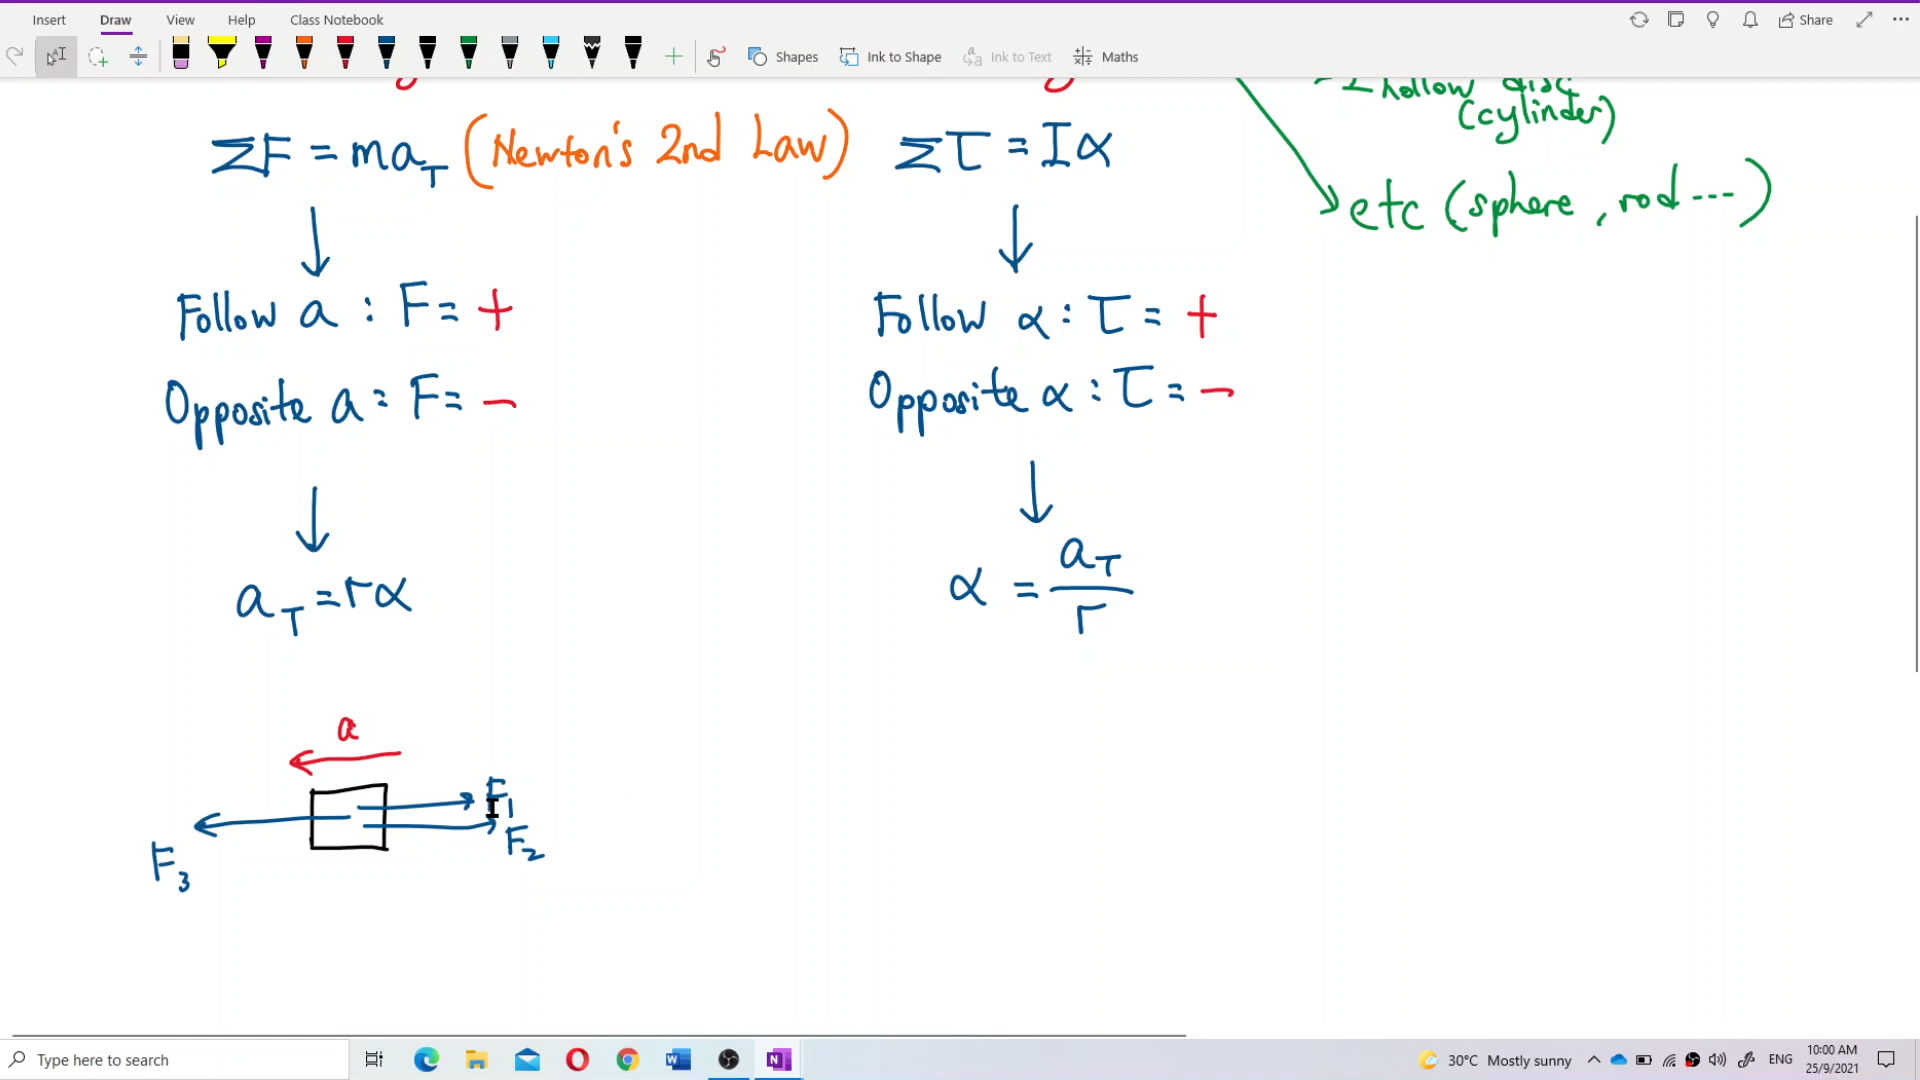 Insert Draw View Help Class Notebook Share
Shapes Ink to Shape Ink to Text Maths
I hollow disc
(cylinder)
ΣF = ma_T (Newton's 2nd Law)
Στ = Iα
etc (sphere, rod ---)
Follow a : F = +
Opposite a : F = −
a_T = rα
Follow α : τ = +
Opposite α : τ = −
α = a_T / r
a
F₁
F₂
F₃
Type here to search
30°C Mostly sunny ENG 10:00 AM
25/9/2021